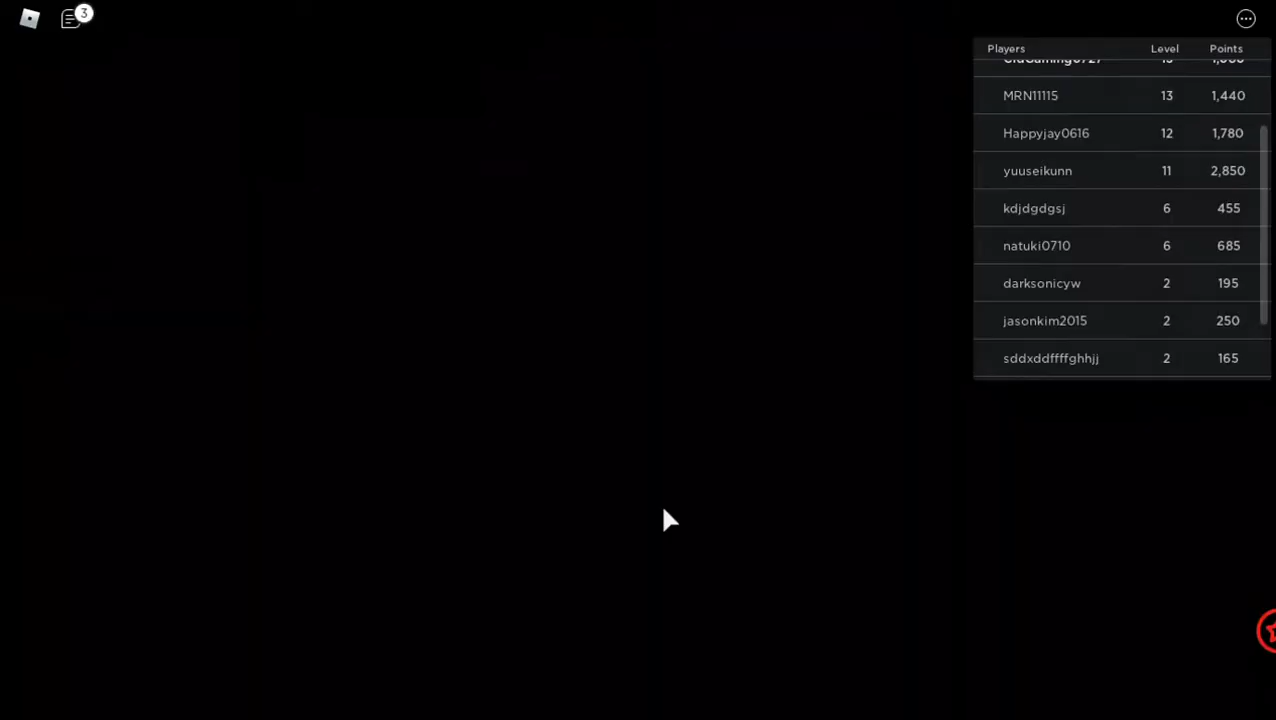 3
Players Level Points
MRN11115 13 1,440
Happyjay0616 12 1,780
yuuseikunn 11 2,850
kdjdgdgsj 6 455
natuki0710 6 685
darksonicyw 2 195
jasonkim2015 2 250
sddxddffffghhjj 2 165